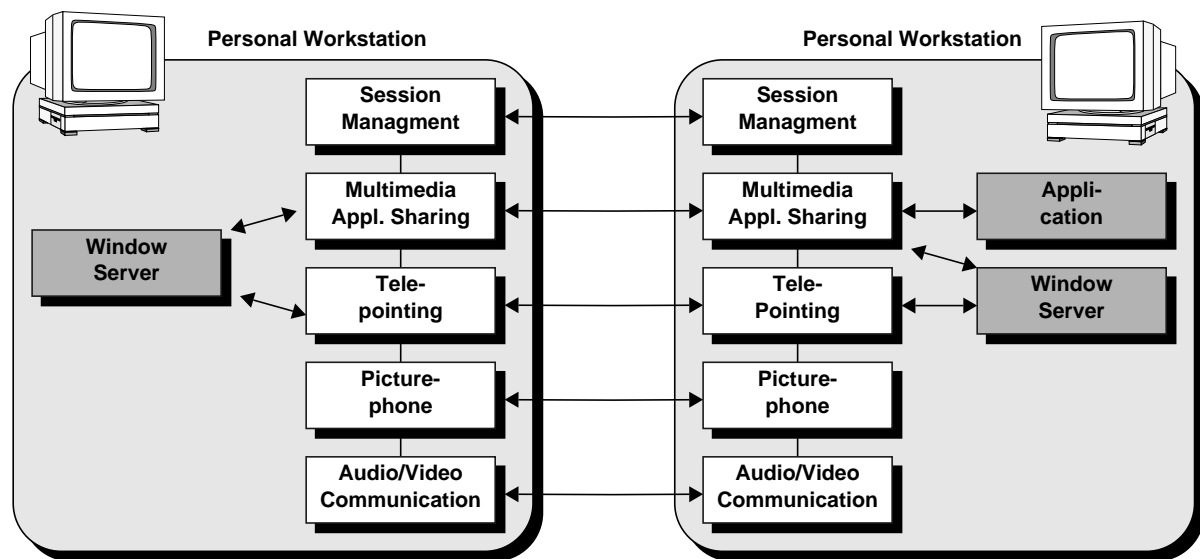 Personal Workstation
Personal Workstation
Session
Managment
Multimedia
Appl. Sharing
Window
Server
Tele-
pointing
Picture-
phone
Audio/Video
Communication
Session
Managment
Multimedia
Appl. Sharing
Appli-
cation
Tele-
Pointing
Window
Server
Picture-
phone
Audio/Video
Communication